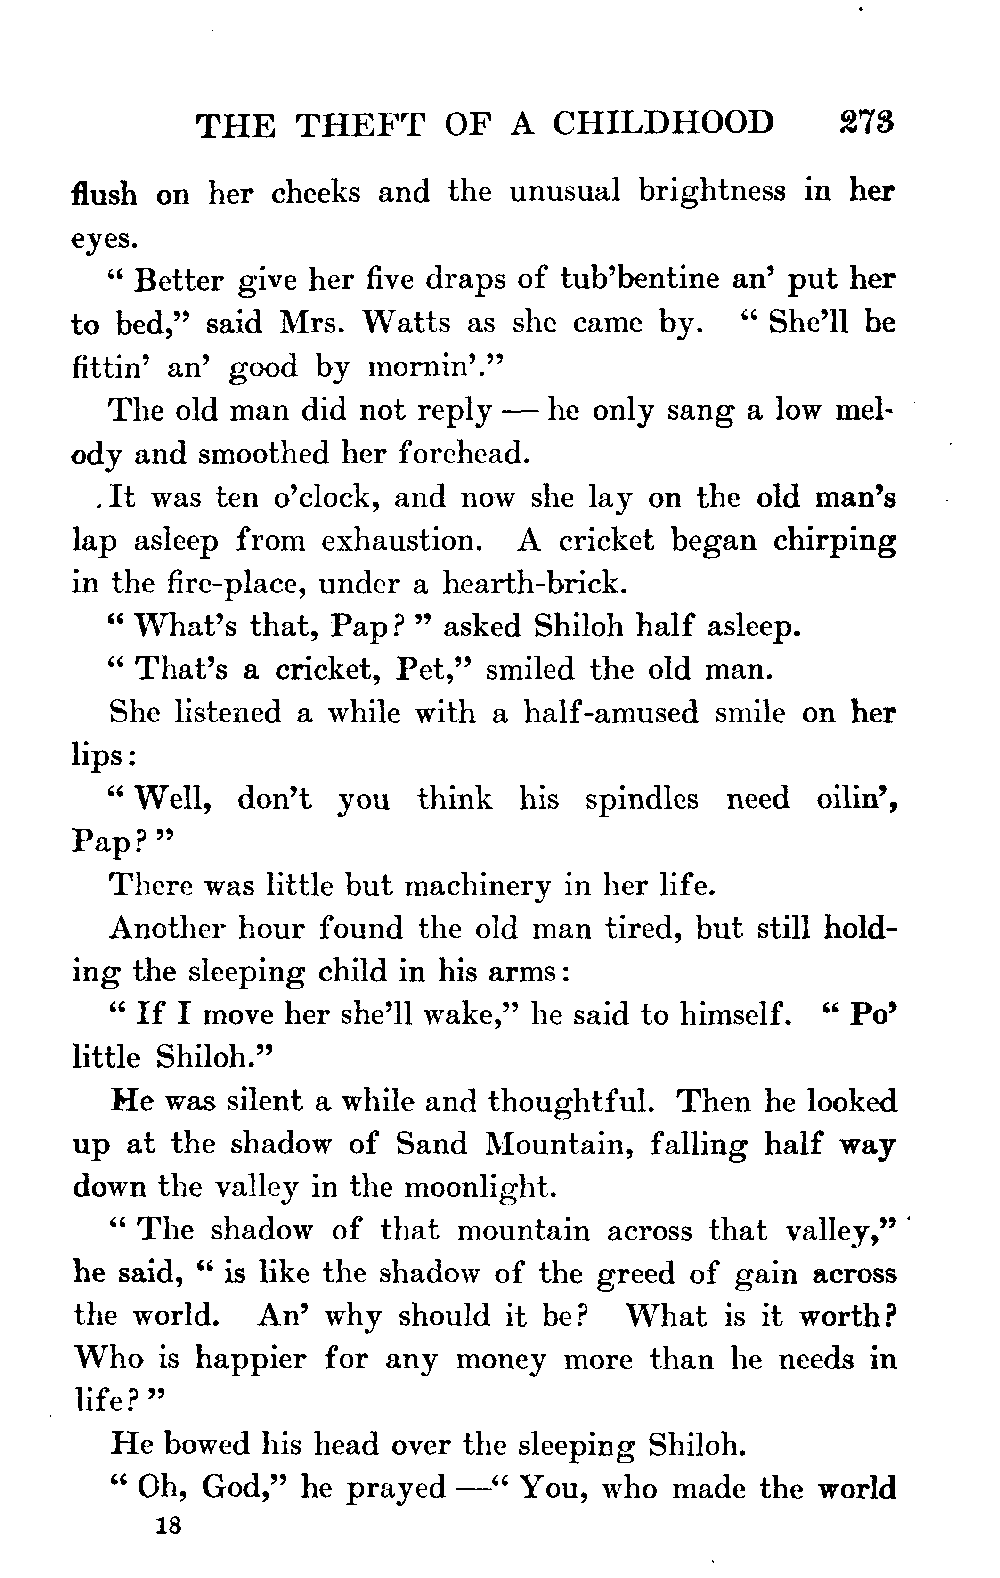 THE THEFT OF A CHILDHOOD 273
flush on her cheeks and the unusual brightness in her
eyes.
“ Better give her five draps of tub’bentine an’ put her
to bed,” said Mrs. Watts as she came by. “ She’ll be
fittin’ an’ good by mornin’.”
The old man did not reply — he only sang a low mel-
ody and smoothed her forehead.
It was ten o’clock, and now she lay on the old man’s
lap asleep from exhaustion. A cricket began chirping
in the fire-place, under a hearth-brick.
“ What’s that, Pap? ” asked Shiloh half asleep.
“ That’s a cricket, Pet,” smiled the old man.
She listened a while with a half-amused smile on her
lips:
“ Well, don’t you think his spindles need oilin’,
Pap? ”
There was little but machinery in her life.
Another hour found the old man tired, but still hold-
ing the sleeping child in his arms:
“ If I move her she’ll wake,” he said to himself. “ Po’
little Shiloh.”
He was silent a while and thoughtful. Then he looked
up at the shadow of Sand Mountain, falling half way
down the valley in the moonlight.
“ The shadow of that mountain across that valley,”
he said, “ is like the shadow of the greed of gain across
the world. An’ why should it be? What is it worth?
Who is happier for any money more than he needs in
life? ”
He bowed his head over the sleeping Shiloh.
“ Oh, God,” he prayed —“ You, who made the world
18